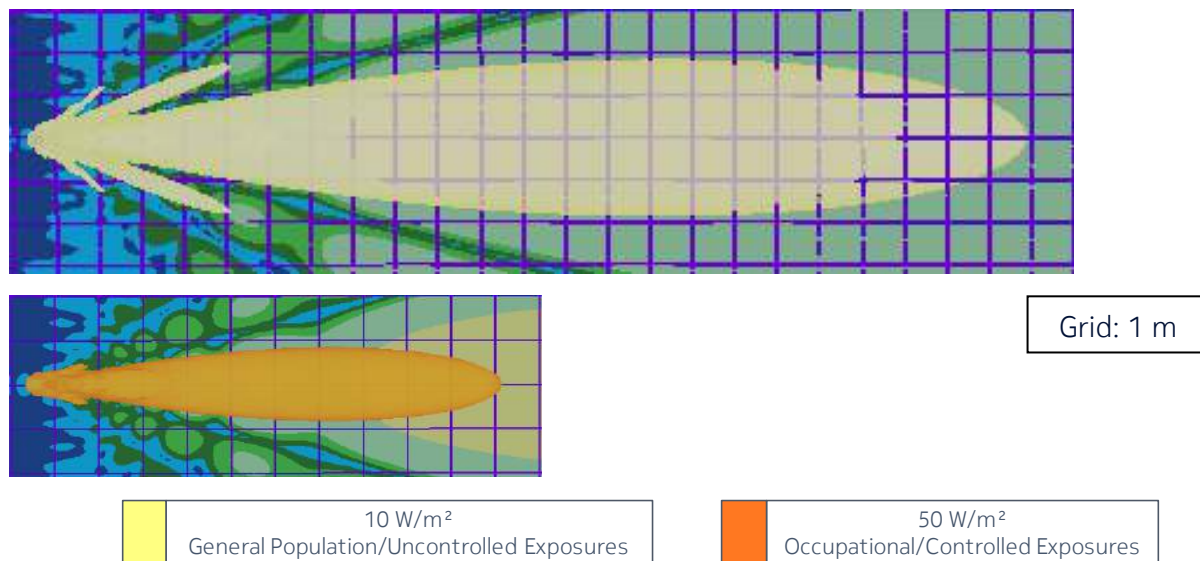 Grid: 1 m
10 W/m²
General Population/Uncontrolled Exposures
50 W/m²
Occupational/Controlled Exposures